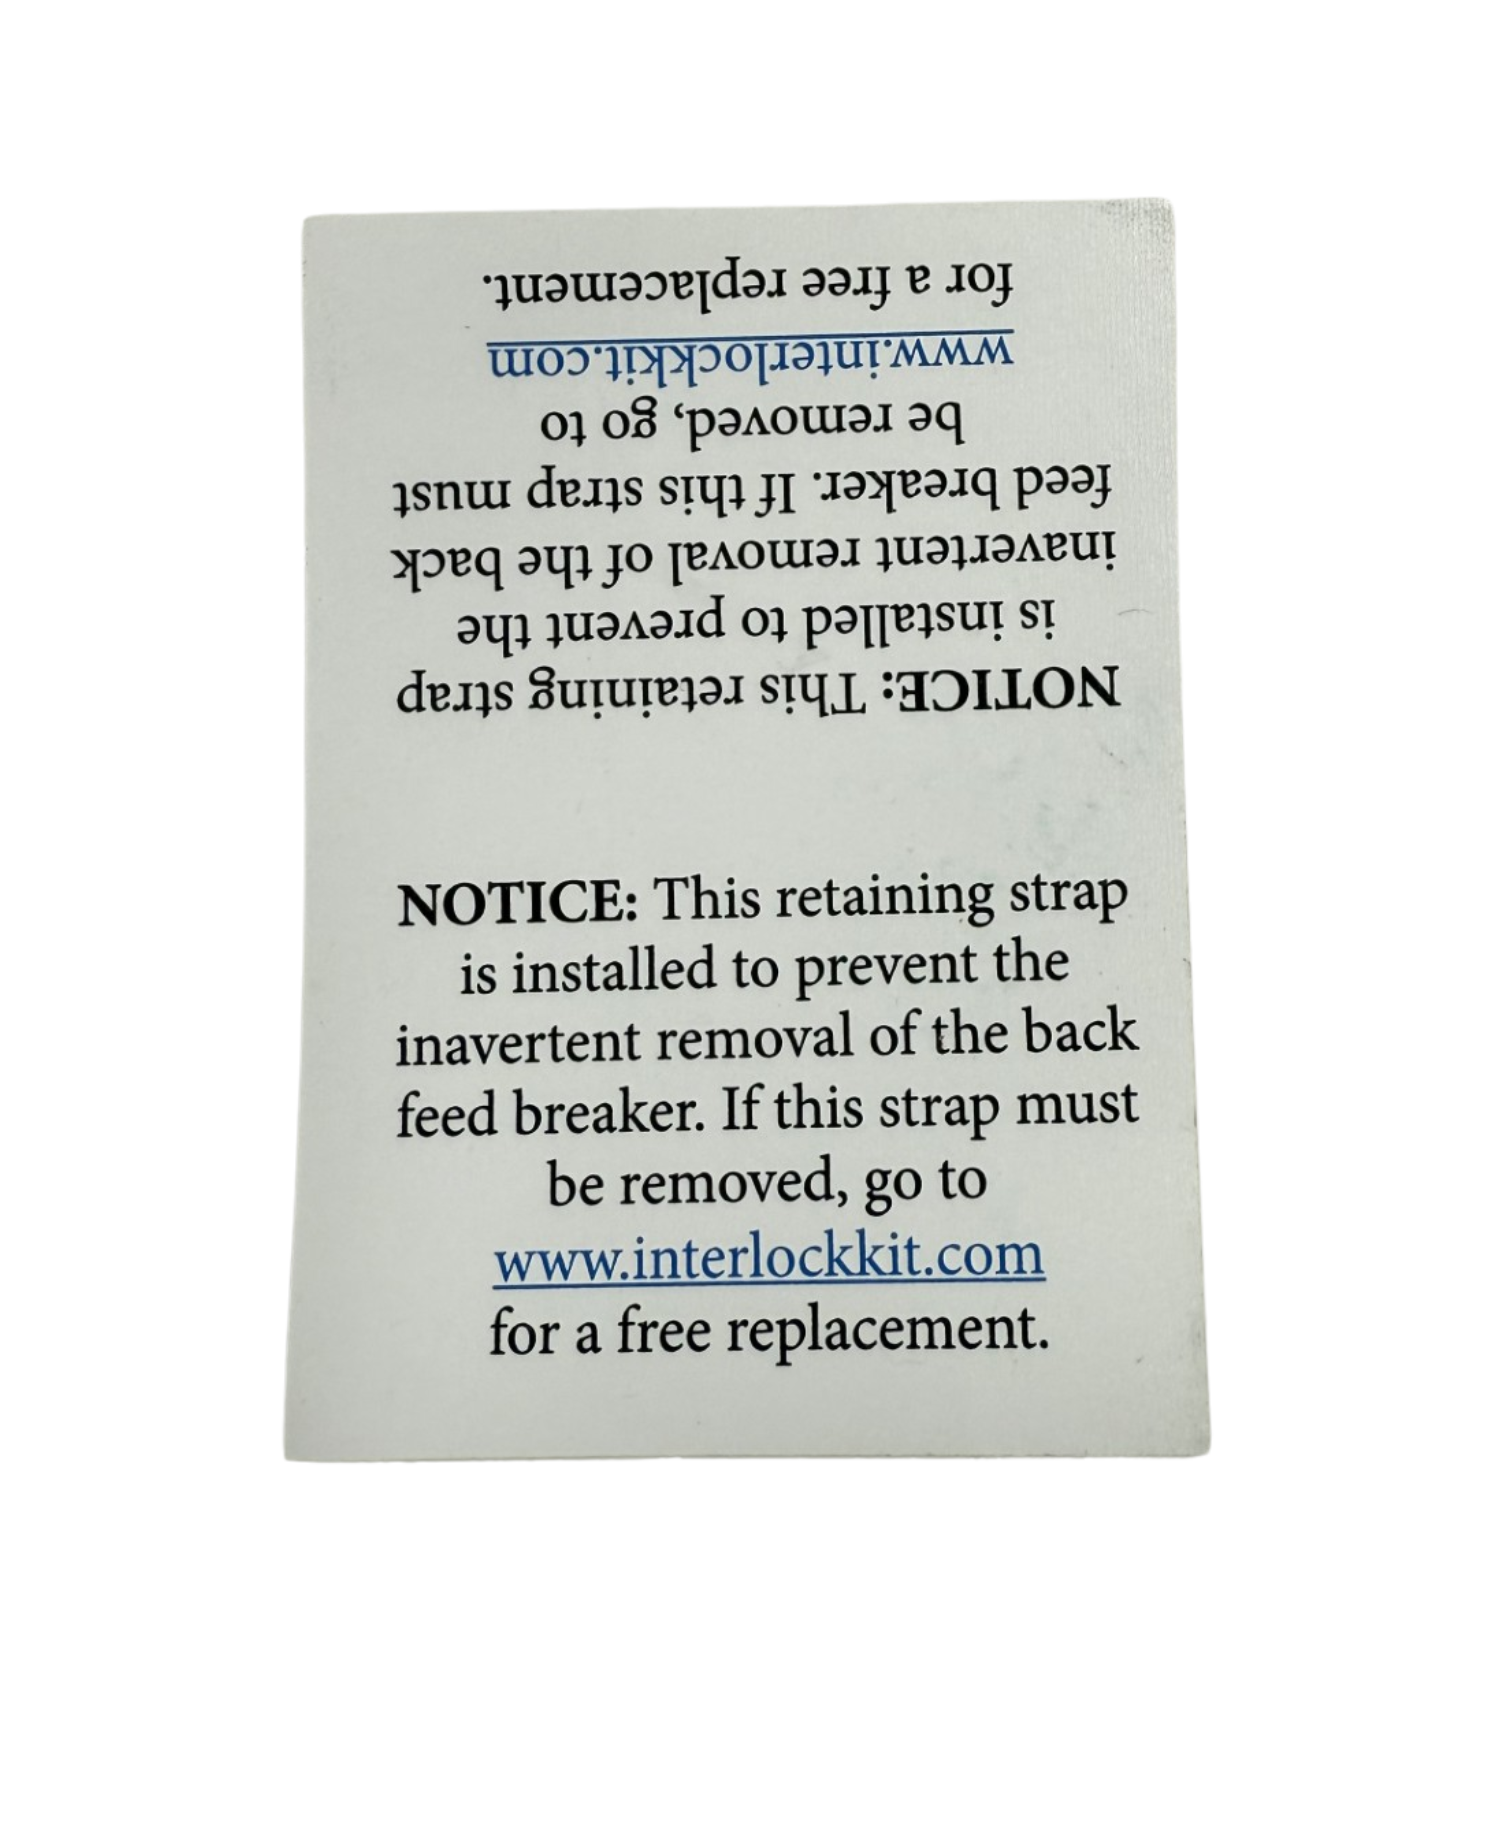 for a free replacement.
www.interlockkit.com
be removed, go to
feed breaker. If this strap must
inavertent removal of the back
is installed to prevent the
NOTICE: This retaining strap
NOTICE: This retaining strap
is installed to prevent the
inavertent removal of the back
feed breaker. If this strap must
be removed, go to
www.interlockkit.com
for a free replacement.